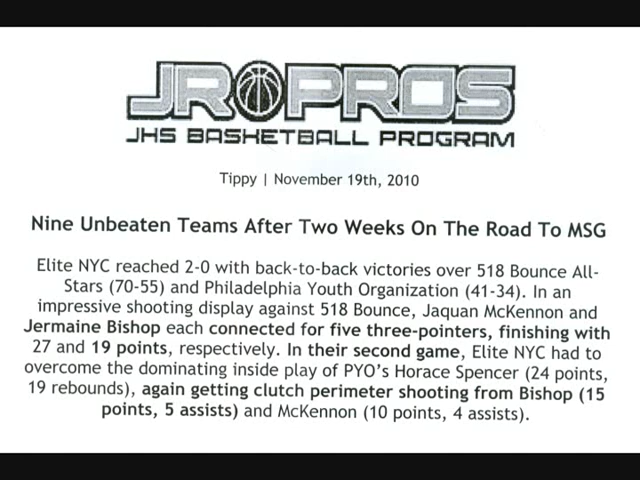 JR PROS
JHS BASKETBALL PROGRAM
Tippy | November 19th, 2010
Nine Unbeaten Teams After Two Weeks On The Road To MSG
Elite NYC reached 2-0 with back-to-back victories over 518 Bounce All-
Stars (70-55) and Philadelphia Youth Organization (41-34). In an
impressive shooting display against 518 Bounce, Jaquan McKennon and
Jermaine Bishop each connected for five three-pointers, finishing with
27 and 19 points, respectively. In their second game, Elite NYC had to
overcome the dominating inside play of PYO's Horace Spencer (24 points,
19 rebounds), again getting clutch perimeter shooting from Bishop (15
points, 5 assists) and McKennon (10 points, 4 assists).